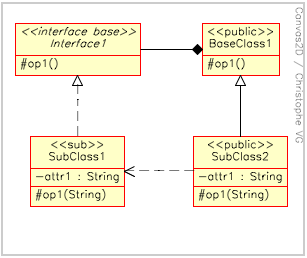 <<interface base>>
Interface1
#op1()
<<public>>
BaseClass1
#op1()
<<sub>>
SubClass1
-attr1 : String
#op1(String)
<<public>>
SubClass2
-attr1 : String
#op1(String)
Canvas2D / Christophe VG